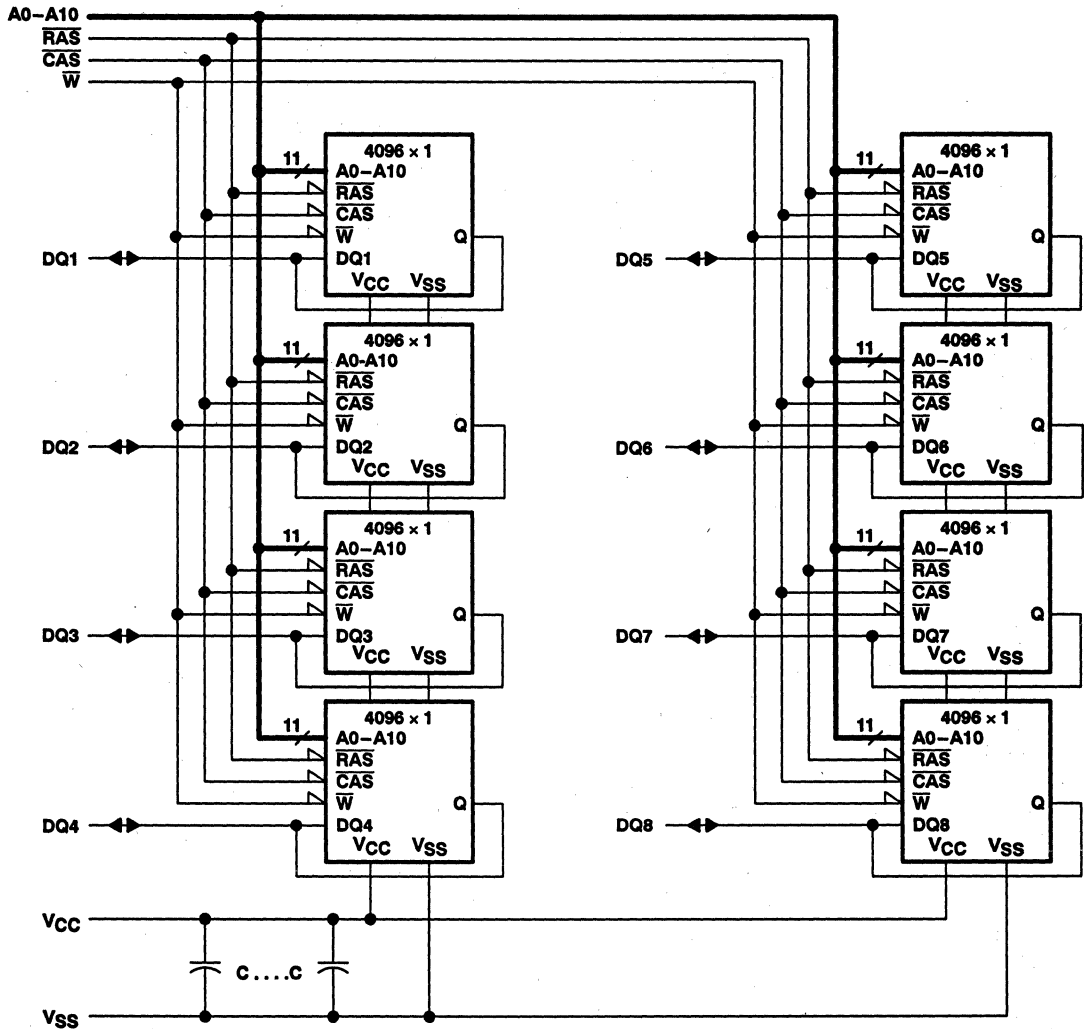 A0–A10
RAS
CAS
W
4096 × 1
11
A0–A10
RAS
CAS
W
Q
DQ1
DQ1
VCC
VSS
4096 × 1
11
A0-A10
RAS
CAS
W
Q
DQ2
DQ2
VCC
VSS
4096 × 1
11
A0–A10
RAS
CAS
W
Q
DQ3
DQ3
VCC
VSS
4096 × 1
11
A0–A10
RAS
CAS
W
Q
DQ4
DQ4
VCC
VSS
4096 × 1
11
A0–A10
RAS
CAS
W
Q
DQ5
DQ5
VCC
VSS
4096 × 1
11
A0–A10
RAS
CAS
W
Q
DQ6
DQ6
VCC
VSS
4096 × 1
11
A0–A10
RAS
CAS
W
Q
DQ7
DQ7
VCC
VSS
4096 × 1
11
A0–A10
RAS
CAS
W
Q
DQ8
DQ8
VCC
VSS
VCC
C . . . . C
VSS